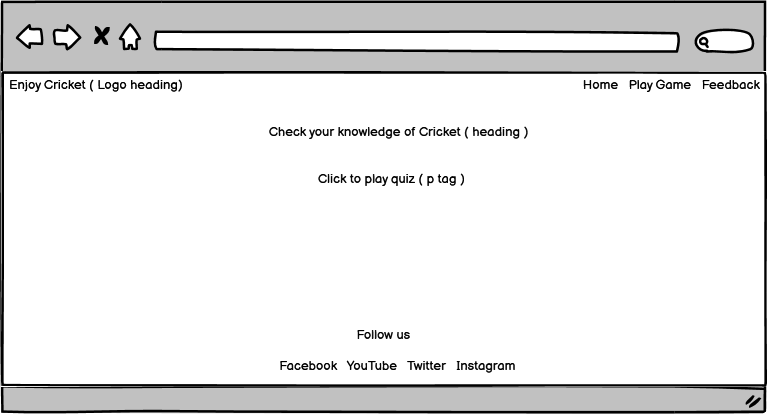 Enjoy Cricket ( Logo heading) Home Play Game Feedback
Check your knowledge of Cricket ( heading )
Click to play quiz ( p tag )
Follow us
Facebook YouTube Twitter Instagram